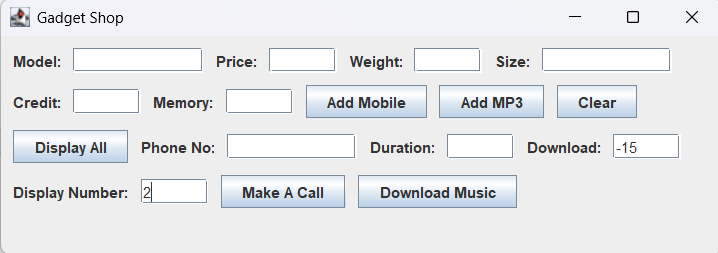 Gadget Shop
Model: Price: Weight: Size:
Credit: Memory: Add Mobile Add MP3 Clear
Display All Phone No: Duration: Download: -15
Display Number: 2 Make A Call Download Music